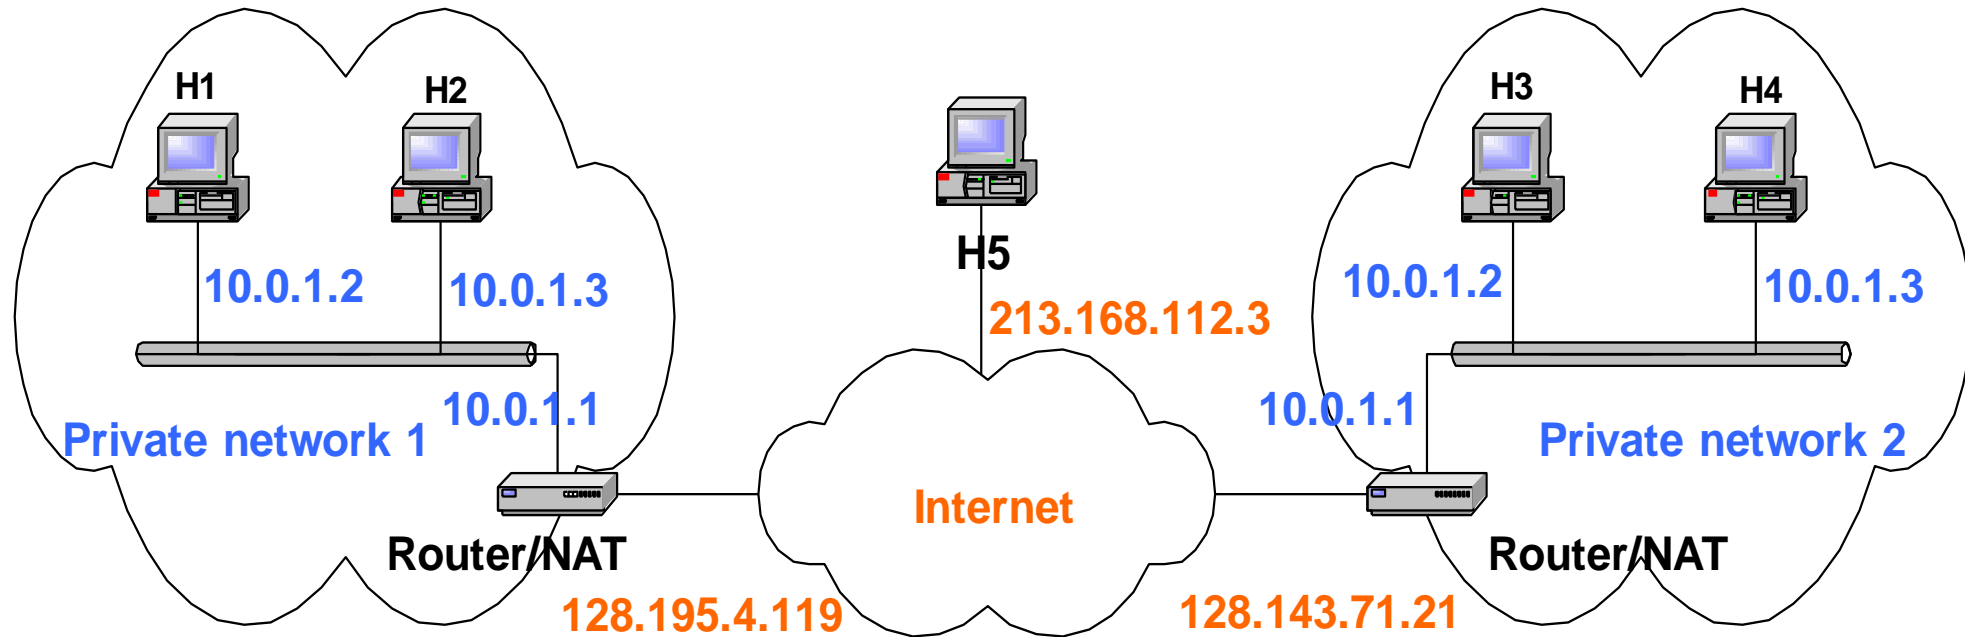 H1
H2
H3
H4
H5
10.0.1.2
10.0.1.3
213.168.112.3
10.0.1.2
10.0.1.3
10.0.1.1
Private network 1
10.0.1.1
Private network 2
Internet
Router/NAT
Router/NAT
128.195.4.119
128.143.71.21